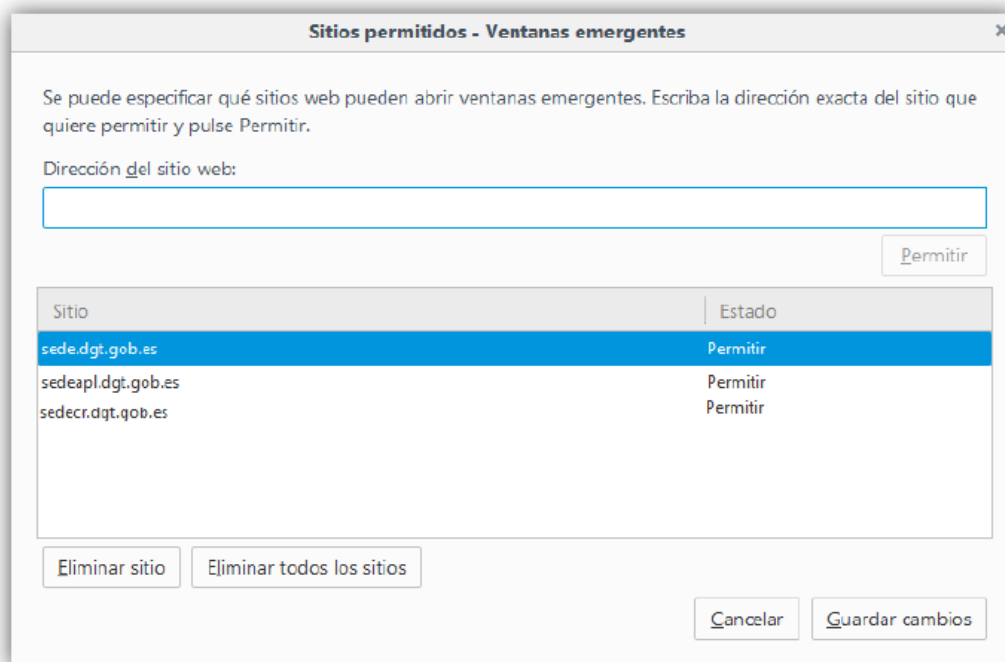 Sitios permitidos - Ventanas emergentes
Se puede especificar qué sitios web pueden abrir ventanas emergentes. Escriba la dirección exacta del sitio que
quiere permitir y pulse Permitir.
Dirección del sitio web:
Permitir
Sitio Estado
sede.dgt.gob.es Permitir
sedeapl.dgt.gob.es Permitir
sedecr.dgt.gob.es Permitir
Eliminar sitio Eliminar todos los sitios
Cancelar Guardar cambios